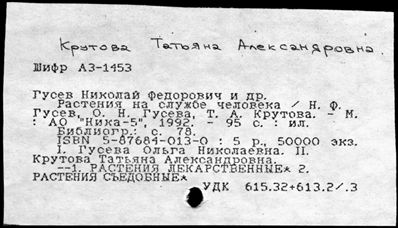 Крутова Татьяна Александровна.
Шифр А3-1453
Гусев Николай Федорович и др.
Растения на службе человека / Н. Ф.
Гусев, О. Н. Гусева, Т. А. Крутова. - М.
: АО "Ника-5", 1992. - 95 с. : ил.
Библиогр.: с. 78.
ISBN 5-87684-013-0 : 5 р., 50000 экз.
I. Гусева Ольга Николаевна. II.
Крутова Татьяна Александровна.
--1. РАСТЕНИЯ ЛЕКАРСТВЕННЫЕ* 2.
РАСТЕНИЯ СЪЕДОБНЫЕ*
УДК 615.32+613.2/.3